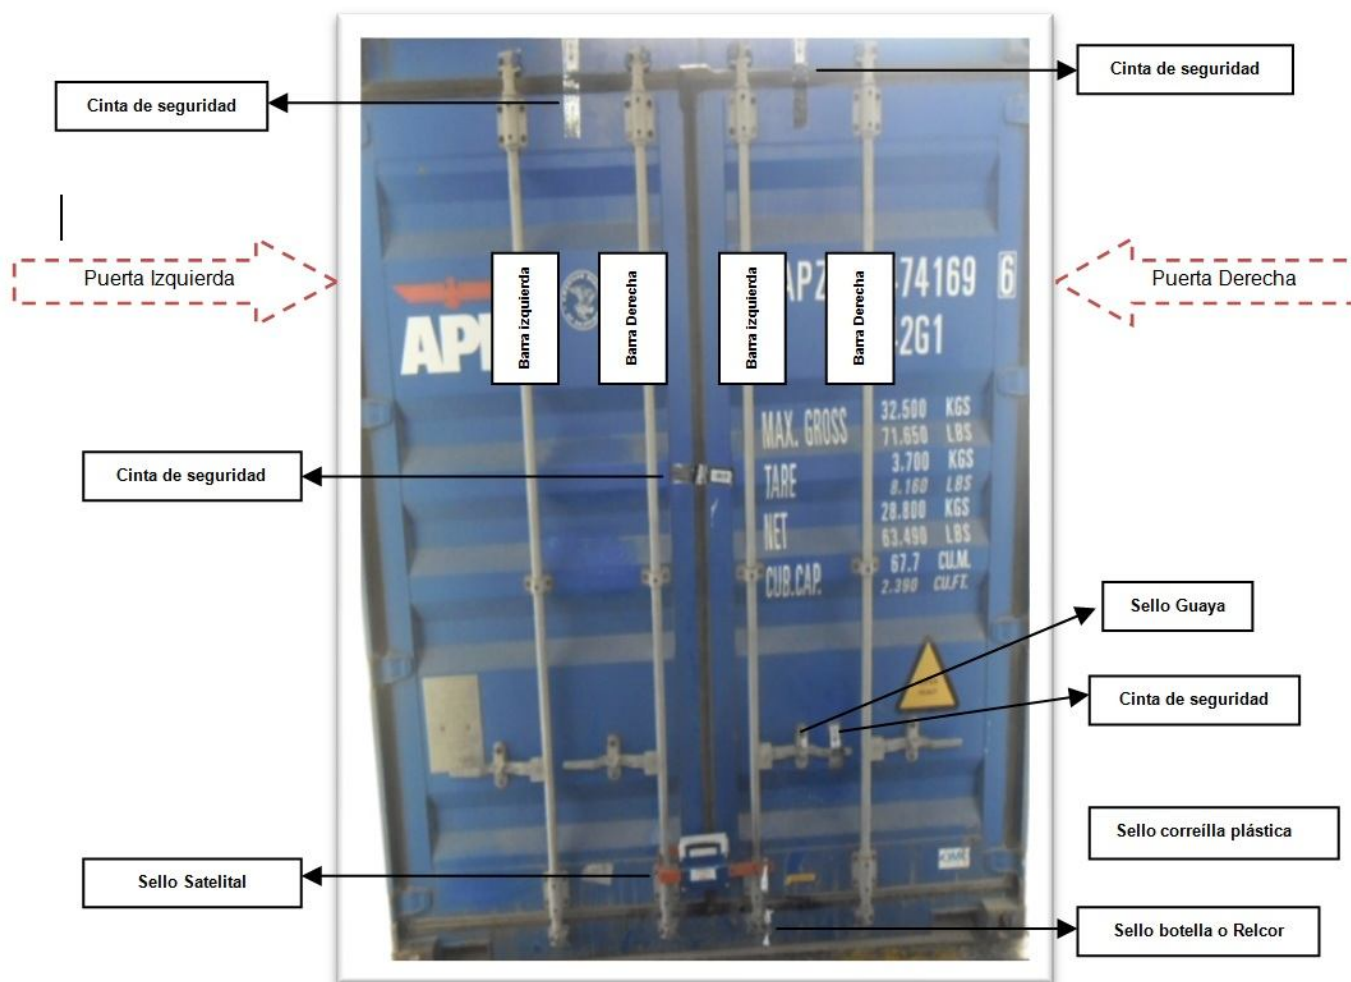 Cinta de seguridad
Cinta de seguridad
Puerta Izquierda
Puerta Derecha
Barra izquierda
Barra Derecha
Barra izquierda
Barra Derecha
74169 6
2G1
MAX. GROSS 32.500 KGS
71.650 LBS
TARE 3.700 KGS
8.160 LBS
NET 28.800 KGS
63.490 LBS
CUB.CAP. 67.7 CU.M.
2.390 CU.FT.
Cinta de seguridad
Sello Guaya
Cinta de seguridad
Sello correílla plástica
Sello Satelital
Sello botella o Relcor